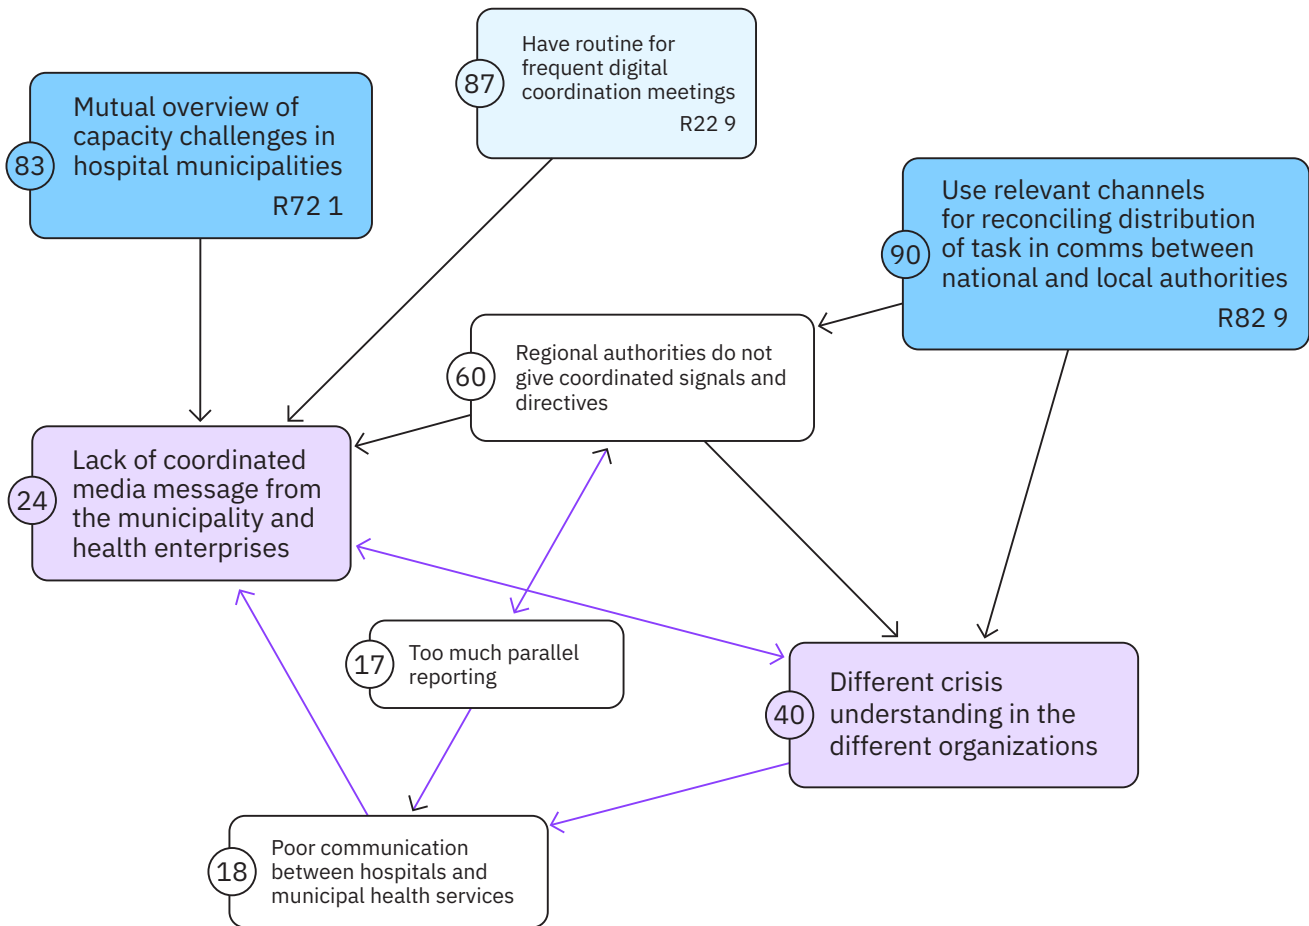 87
Have routine for
frequent digital
coordination meetings
R22 9
83
Mutual overview of
capacity challenges in
hospital municipalities
R72 1
90
Use relevant channels
for reconciling distribution
of task in comms between
national and local authorities
R82 9
60
Regional authorities do not
give coordinated signals and
directives
24
Lack of coordinated
media message from
the municipality and
health enterprises
17
Too much parallel
reporting
40
Different crisis
understanding in the
different organizations
18
Poor communication
between hospitals and
municipal health services